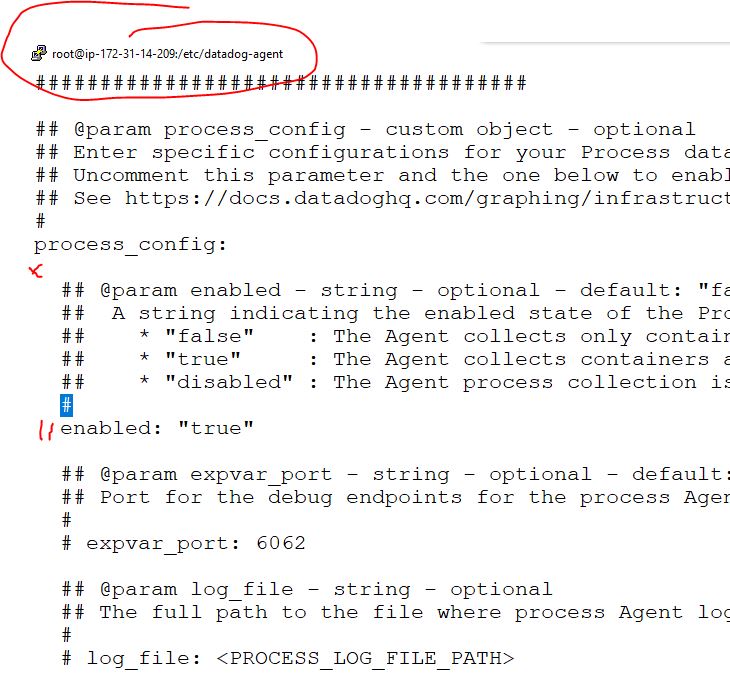 root@ip-172-31-14-209:/etc/datadog-agent
######################################
## @param process_config - custom object - optional
## Enter specific configurations for your Process data
## Uncomment this parameter and the one below to enabl
## See https://docs.datadoghq.com/graphing/infrastruct
#
process_config:
## @param enabled - string - optional - default: "fa
## A string indicating the enabled state of the Pro
## * "false" : The Agent collects only contain
## * "true" : The Agent collects containers a
## * "disabled" : The Agent process collection is
#
enabled: "true"
## @param expvar_port - string - optional - default:
## Port for the debug endpoints for the process Agen
#
# expvar_port: 6062
## @param log_file - string - optional
## The full path to the file where process Agent log
#
# log_file: <PROCESS_LOG_FILE_PATH>